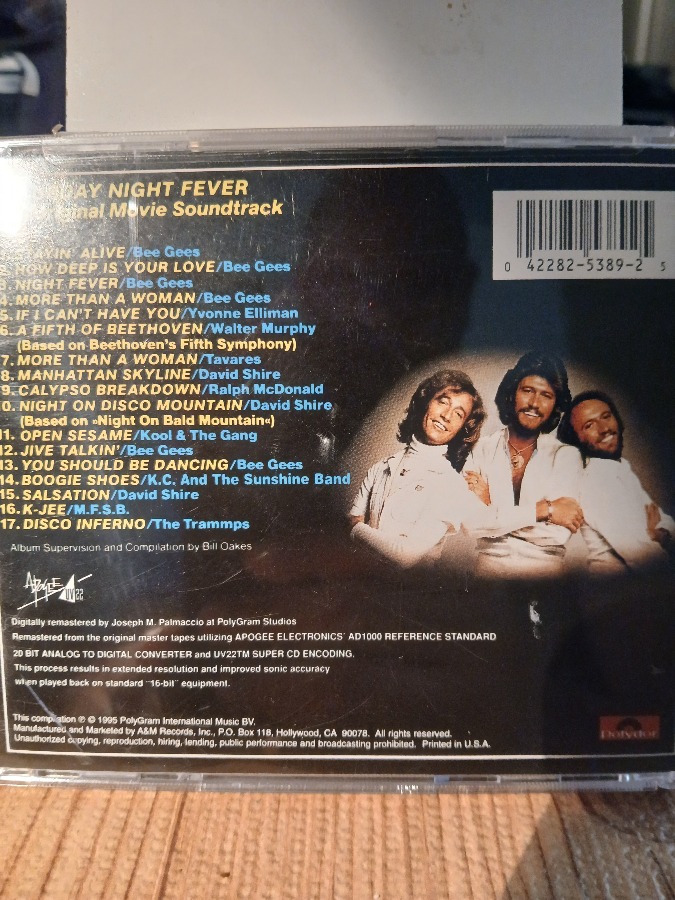 NIGHT FEVER
Movie Soundtrack
ALIVE/Bee Gees
HOW DEEP IS YOUR LOVE/Bee Gees
3. NIGHT FEVER/Bee Gees
4. MORE THAN A WOMAN/Bee Gees
5. IF I CAN'T HAVE YOU/Yvonne Elliman
6. A FIFTH OF BEETHOVEN/Walter Murphy
(Based on Beethoven's Fifth Symphony)
7. MORE THAN A WOMAN/Tavares
8. MANHATTAN SKYLINE/David Shire
9. CALYPSO BREAKDOWN/Ralph McDonald
10. NIGHT ON DISCO MOUNTAIN/David Shire
(Based on »Night On Bald Mountain«)
11. OPEN SESAME/Kool & The Gang
12. JIVE TALKIN'/Bee Gees
13. YOU SHOULD BE DANCING/Bee Gees
14. BOOGIE SHOES/K.C. And The Sunshine Band
15. SALSATION/David Shire
16. K-JEE/M.F.S.B.
17. DISCO INFERNO/The Trammps
Album Supervision and Compilation by Bill Oakes
0 42282-5389-2 5
APOGEE UV22
Digitally remastered by Joseph M. Palmaccio at PolyGram Studios
Remastered from the original master tapes utilizing APOGEE ELECTRONICS' AD1000 REFERENCE STANDARD
20 BIT ANALOG TO DIGITAL CONVERTER and UV22TM SUPER CD ENCODING.
This process results in extended resolution and improved sonic accuracy
when played back on standard "16-bit" equipment.
This compilation ℗ © 1995 PolyGram International Music BV.
Manufactured and Marketed by A&M Records, Inc., P.O. Box 118, Hollywood, CA 90078. All rights reserved.
Unauthorized copying, reproduction, hiring, lending, public performance and broadcasting prohibited. Printed in U.S.A.
Polydor